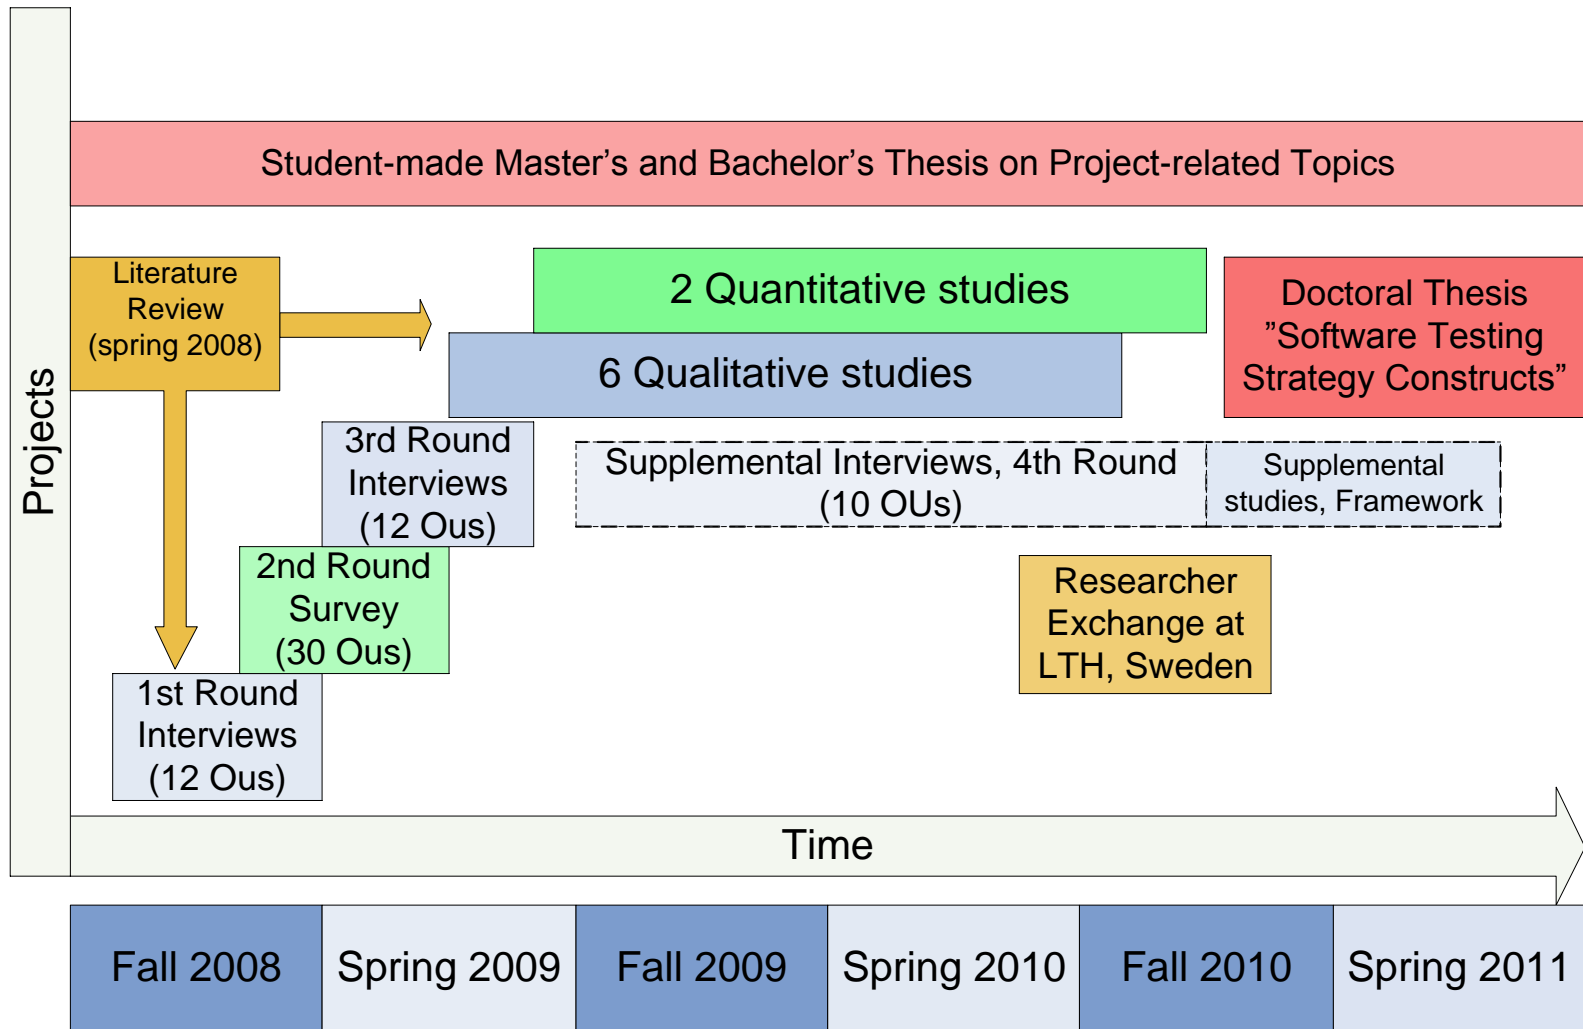 Projects
Student-made Master’s and Bachelor’s Thesis on Project-related Topics
Literature
Review
(spring 2008)
2 Quantitative studies
6 Qualitative studies
Doctoral Thesis
”Software Testing
Strategy Constructs”
3rd Round
Interviews
(12 Ous)
Supplemental Interviews, 4th Round
(10 OUs)
Supplemental
studies, Framework
2nd Round
Survey
(30 Ous)
Researcher
Exchange at
LTH, Sweden
1st Round
Interviews
(12 Ous)
Time
Fall 2008
Spring 2009
Fall 2009
Spring 2010
Fall 2010
Spring 2011